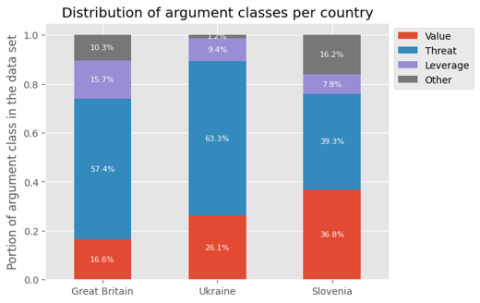 Distribution of argument classes per country
Portion of argument class in the data set
1.0
0.8
0.6
0.4
0.2
0.0
10.3%
15.7%
57.4%
16.6%
1.2%
9.4%
63.3%
26.1%
16.2%
7.8%
39.3%
36.8%
Great Britain
Ukraine
Slovenia
Value
Threat
Leverage
Other